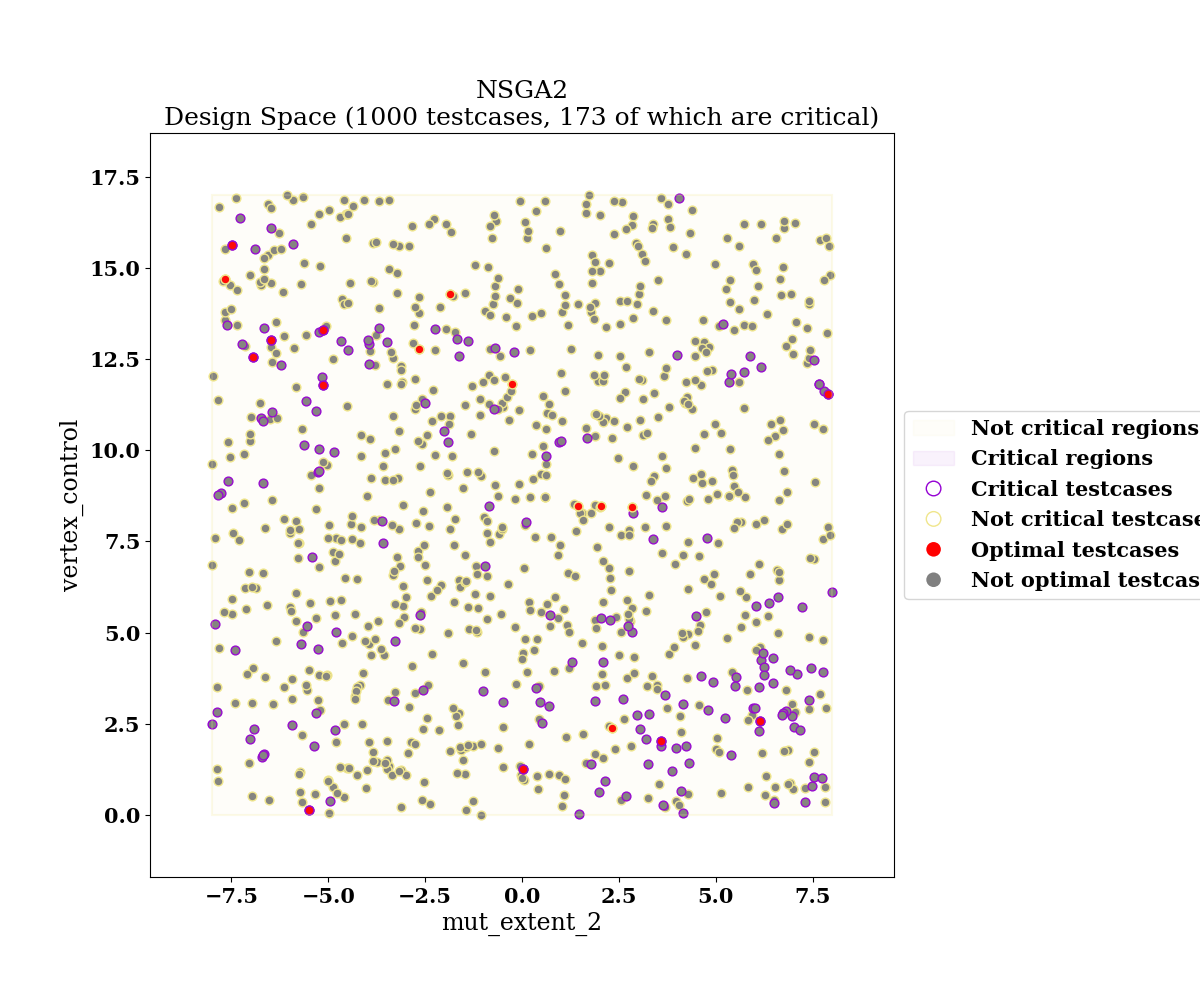 NSGA2
Design Space (1000 testcases, 173 of which are critical)
17.5
15.0
12.5
10.0
7.5
5.0
2.5
0.0
vertex_control
−7.5
−5.0
−2.5
0.0
2.5
5.0
7.5
mut_extent_2
Not critical regions
Critical regions
Critical testcases
Not critical testcase
Optimal testcases
Not optimal testcas